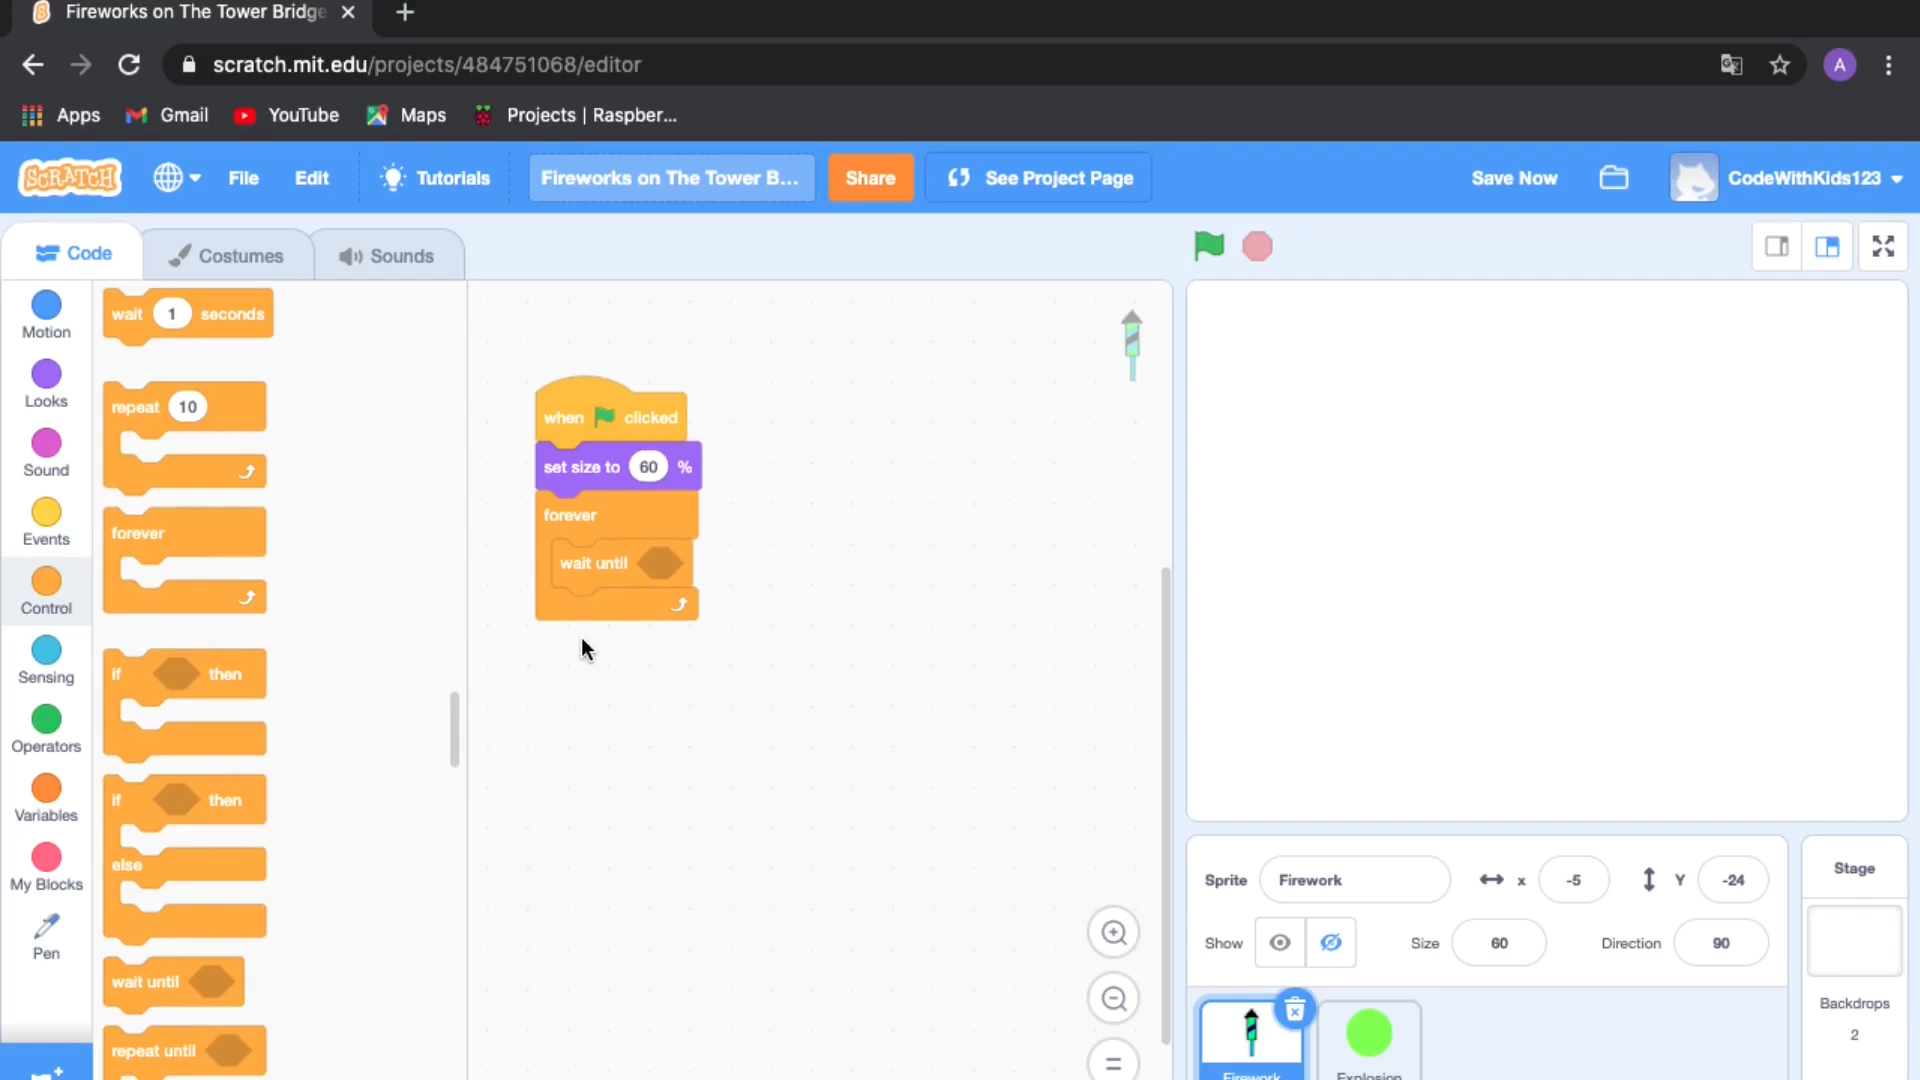 Fireworks on The Tower Bridge
scratch.mit.edu/projects/484751068/editor
A
Apps
Gmail
YouTube
Maps
Projects | Raspber...
SCRATCH
File
Edit
Tutorials
Fireworks on The Tower B...
Share
See Project Page
Save Now
CodeWithKids123
Code
Costumes
Sounds
Motion
Looks
Sound
Events
Control
Sensing
Operators
Variables
My Blocks
Pen
wait 1 seconds
repeat 10
forever
if then
if then
else
wait until
repeat until
when clicked
set size to 60 %
forever
wait until
Sprite Firework x -5 Y -24
Show Size 60 Direction 90
Firework
Explosion
Stage
Backdrops
2